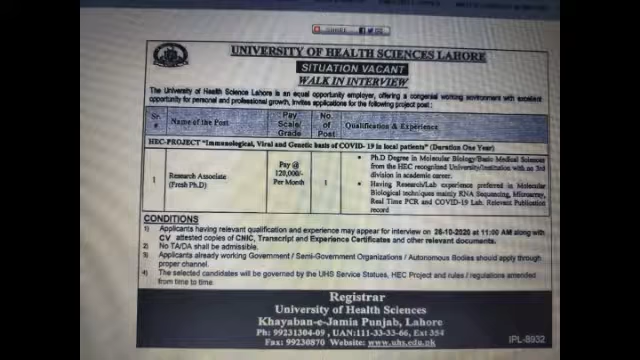 SHARE
UNIVERSITY OF HEALTH SCIENCES LAHORE
SITUATION VACANT
WALK IN INTERVIEW
The University of Health Science Lahore is an equal opportunity employer, offering a congenial working environment with excellent
opportunity for personal and professional growth, invites applications for the following project post:
Sr. # Name of the Post Pay Scale/ Grade No. of Post Qualification & Experience
HEC-PROJECT "Immunological, Viral and Genetic basis of COVID- 19 in local patients" (Duration One Year)
1 Research Associate (Fresh Ph.D) Pay @ 120,000/- Per Month 1
• Ph.D Degree in Molecular Biology/Basic Medical Sciences
from the HEC recognized University/Institution with no 3rd
division in academic career.
• Having Research/Lab experience preferred in Molecular
Biological techniques mainly RNA Sequencing, Microarray,
Real Time PCR and COVID-19 Lab. Relevant Publication
record
CONDITIONS
1) Applicants having relevant qualification and experience may appear for interview on 26-10-2020 at 11:00 AM along with
CV attested copies of CNIC, Transcript and Experience Certificates and other relevant documents.
2) No TA/DA shall be admissible.
3) Applicants already working Government / Semi-Government Organizations / Autonomous Bodies should apply through
proper channel.
4) The selected candidates will be governed by the UHS Service Statues, HEC Project and rules / regulations amended
from time to time.
Registrar
University of Health Sciences
Khayaban-e-Jamia Punjab, Lahore
Ph: 99231304-09, UAN:111-33-33-66, Ext 354
Fax: 99230870 Website: www.uhs.edu.pk
IPL-8932